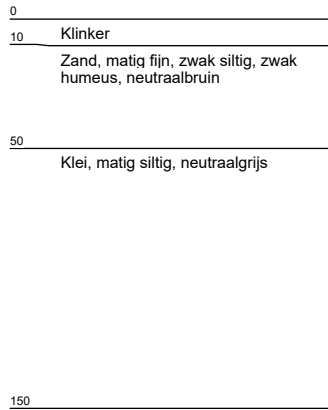 0
10
Klinker
Zand, matig fijn, zwak siltig, zwak
humeus, neutraalbruin
50
Klei, matig siltig, neutraalgrijs
150